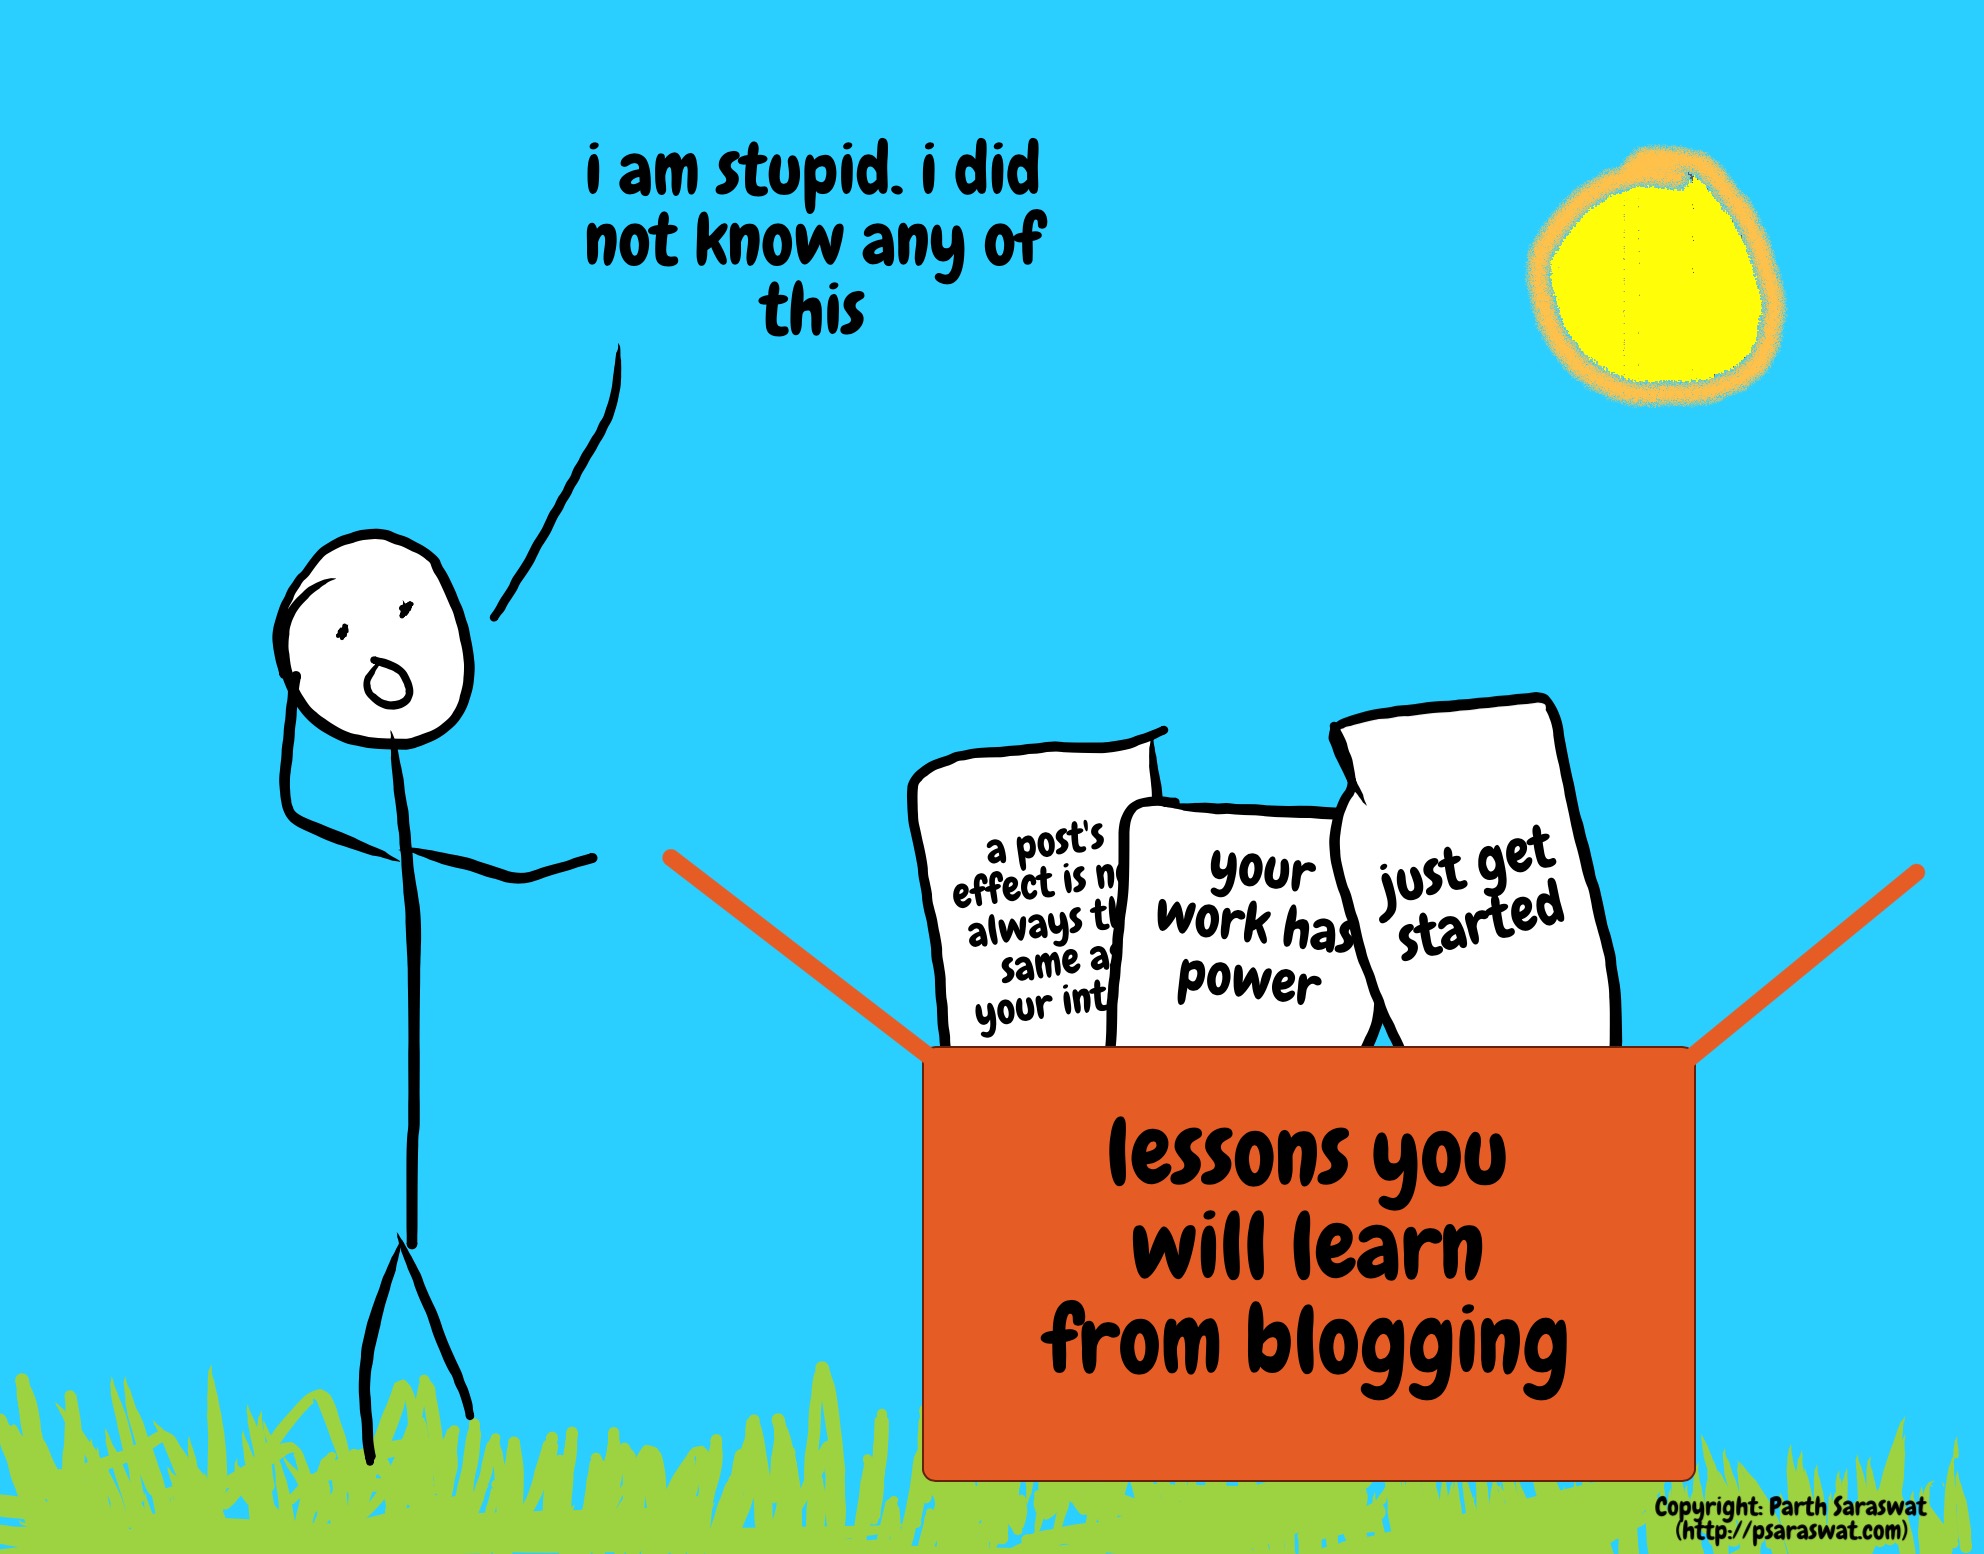 i am stupid. i did
not know any of
this
a post's
effect is
always
same as
your
your
work has
power
just get
started
lessons you
will learn
from blogging
Copyright: Parth Saraswat
(http://psaraswat.com)